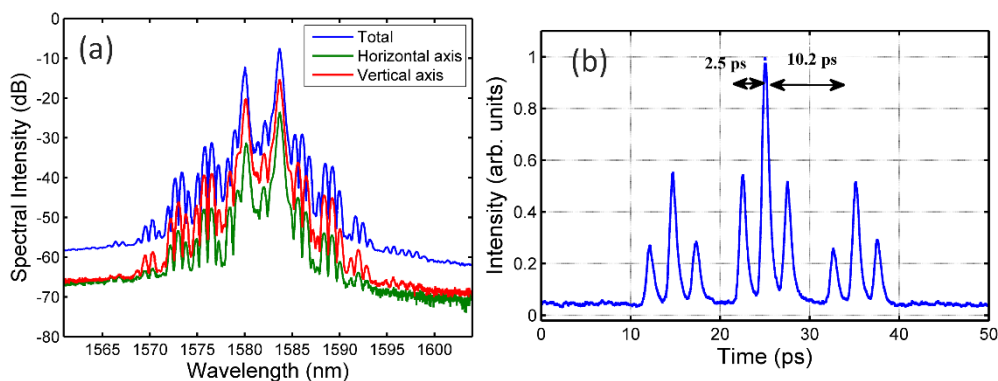 (a)
Total
Horizontal axis
Vertical axis
Spectral Intensity (dB)
0
-10
-20
-30
-40
-50
-60
-70
-80
1565 1570 1575 1580 1585 1590 1595 1600
Wavelength (nm)
(b)
2.5 ps
10.2 ps
Intensity (arb. units)
1
0.8
0.6
0.4
0.2
0
0 10 20 30 40 50
Time (ps)